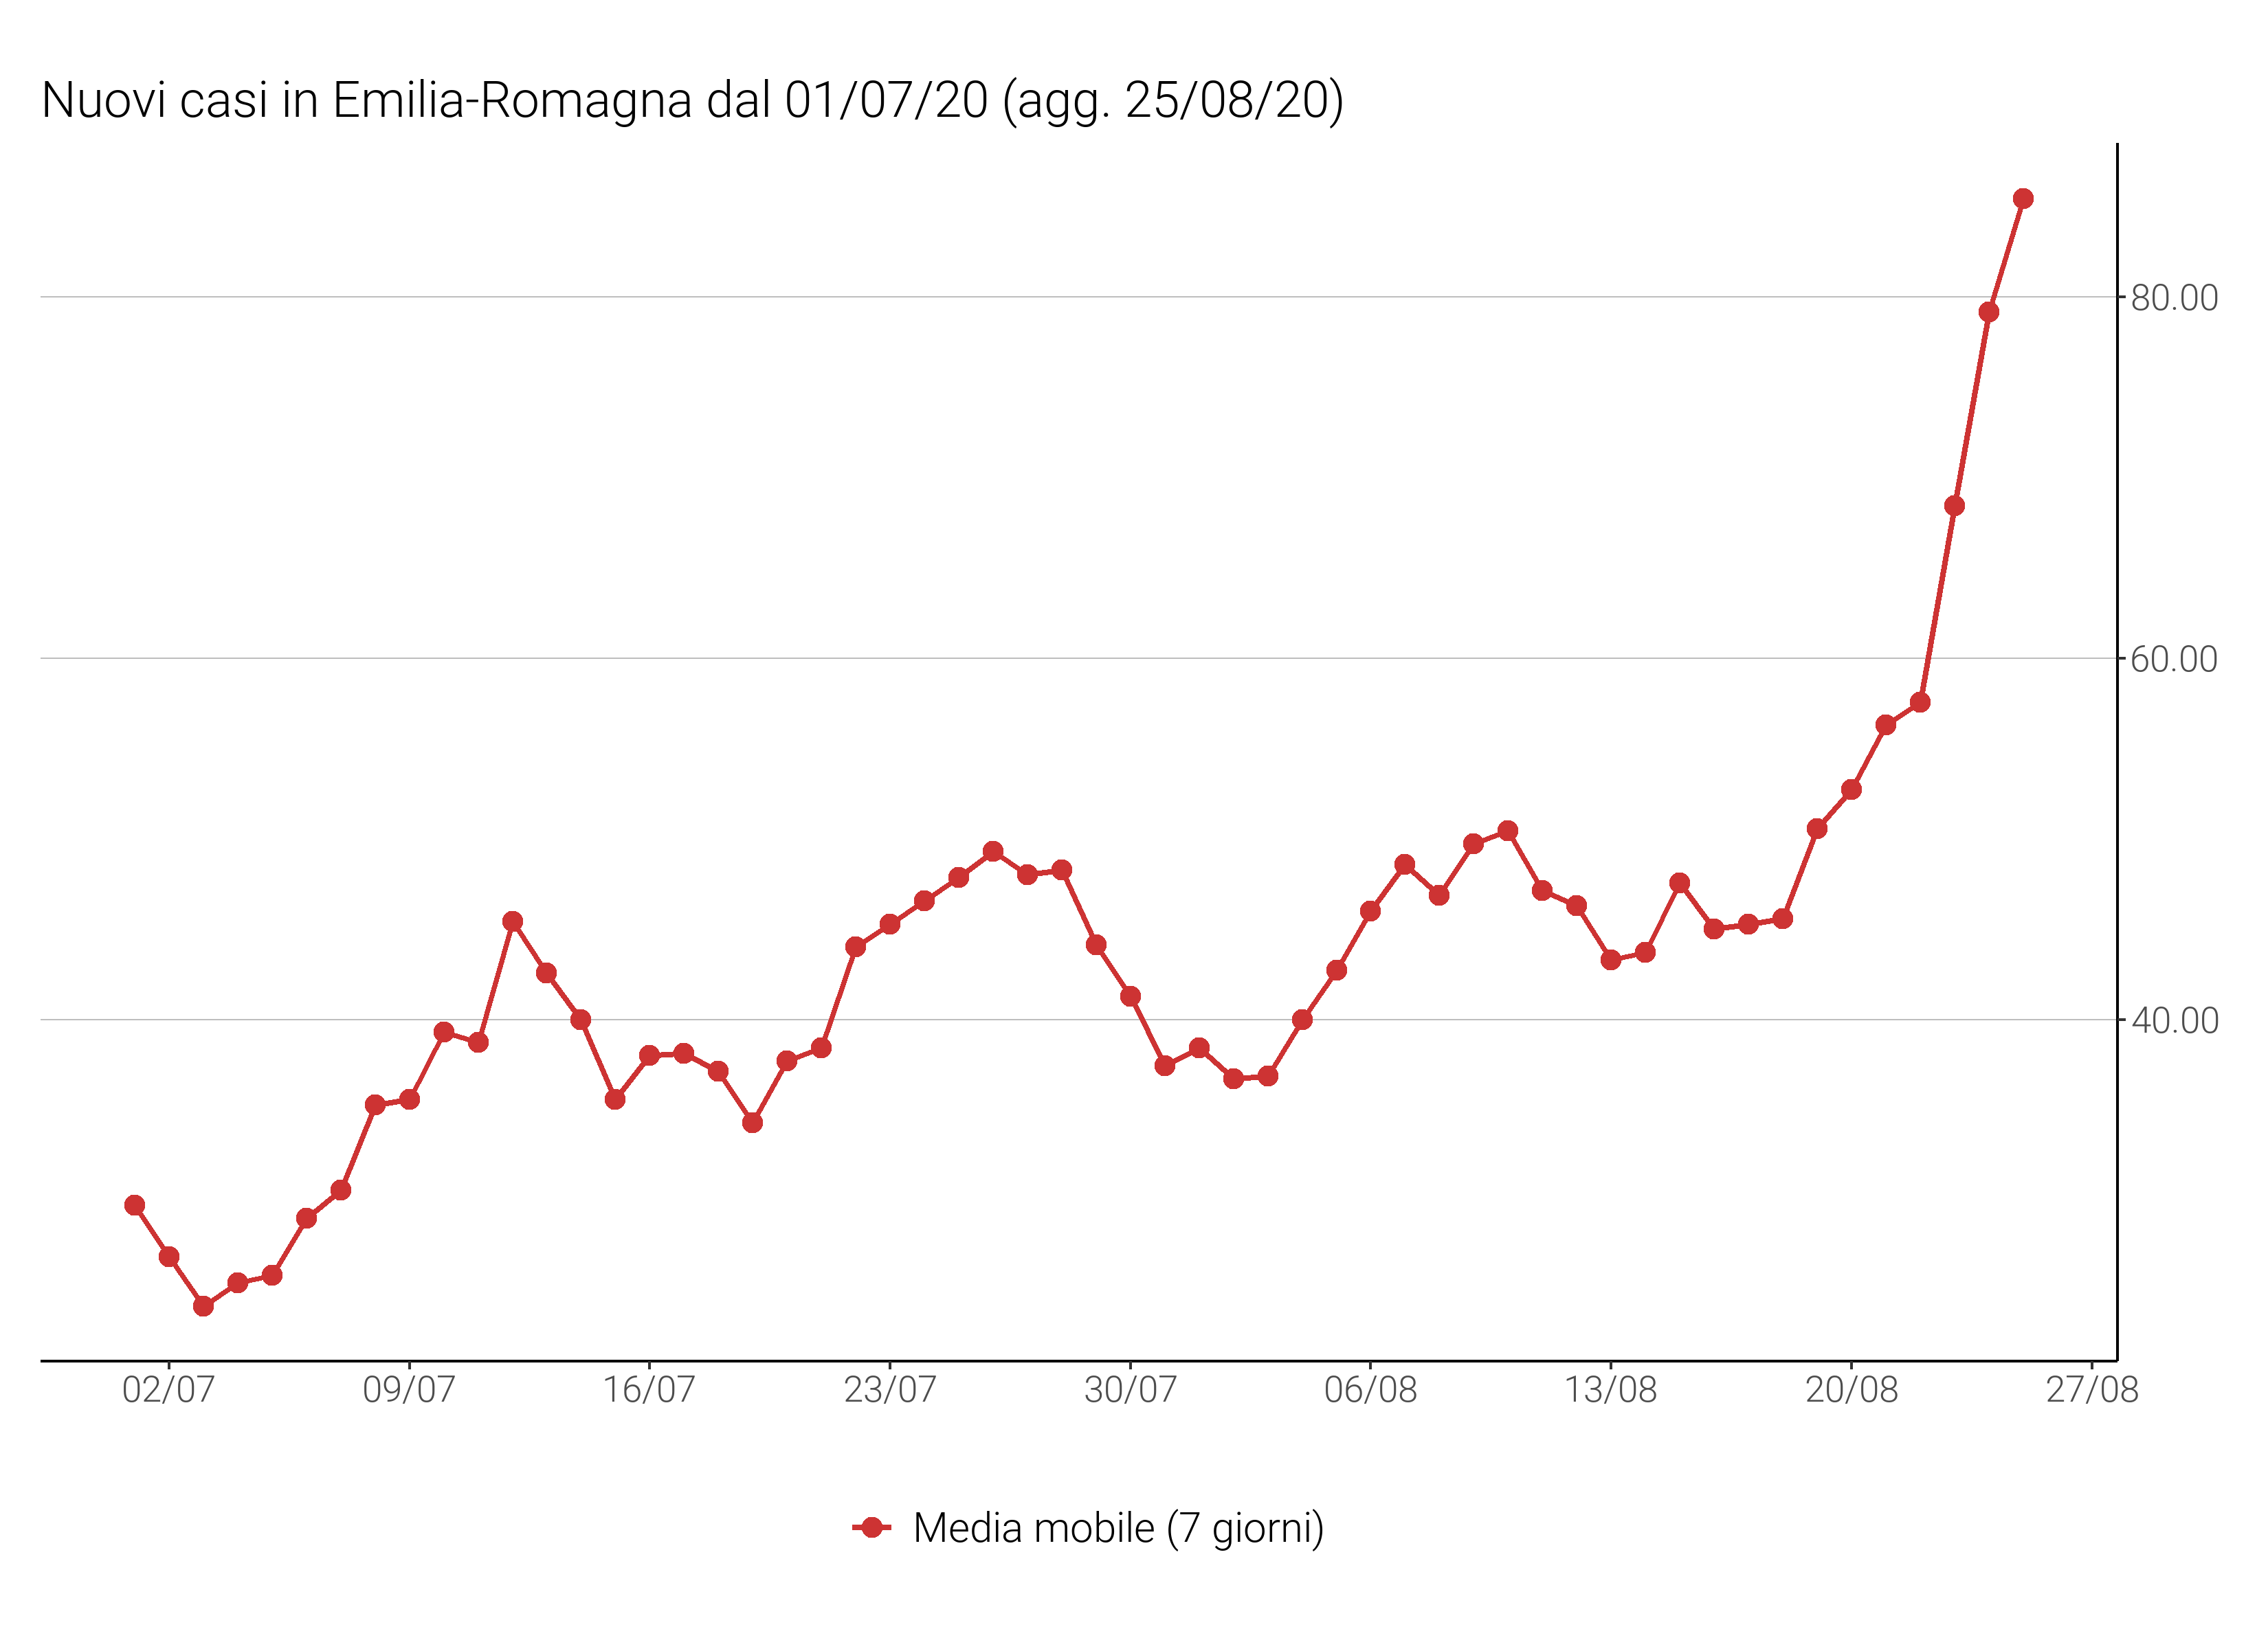 Nuovi casi in Emilia-Romagna dal 01/07/20 (agg. 25/08/20)
80.00
60.00
40.00
02/07 09/07 16/07 23/07 30/07 06/08 13/08 20/08 27/08
Media mobile (7 giorni)